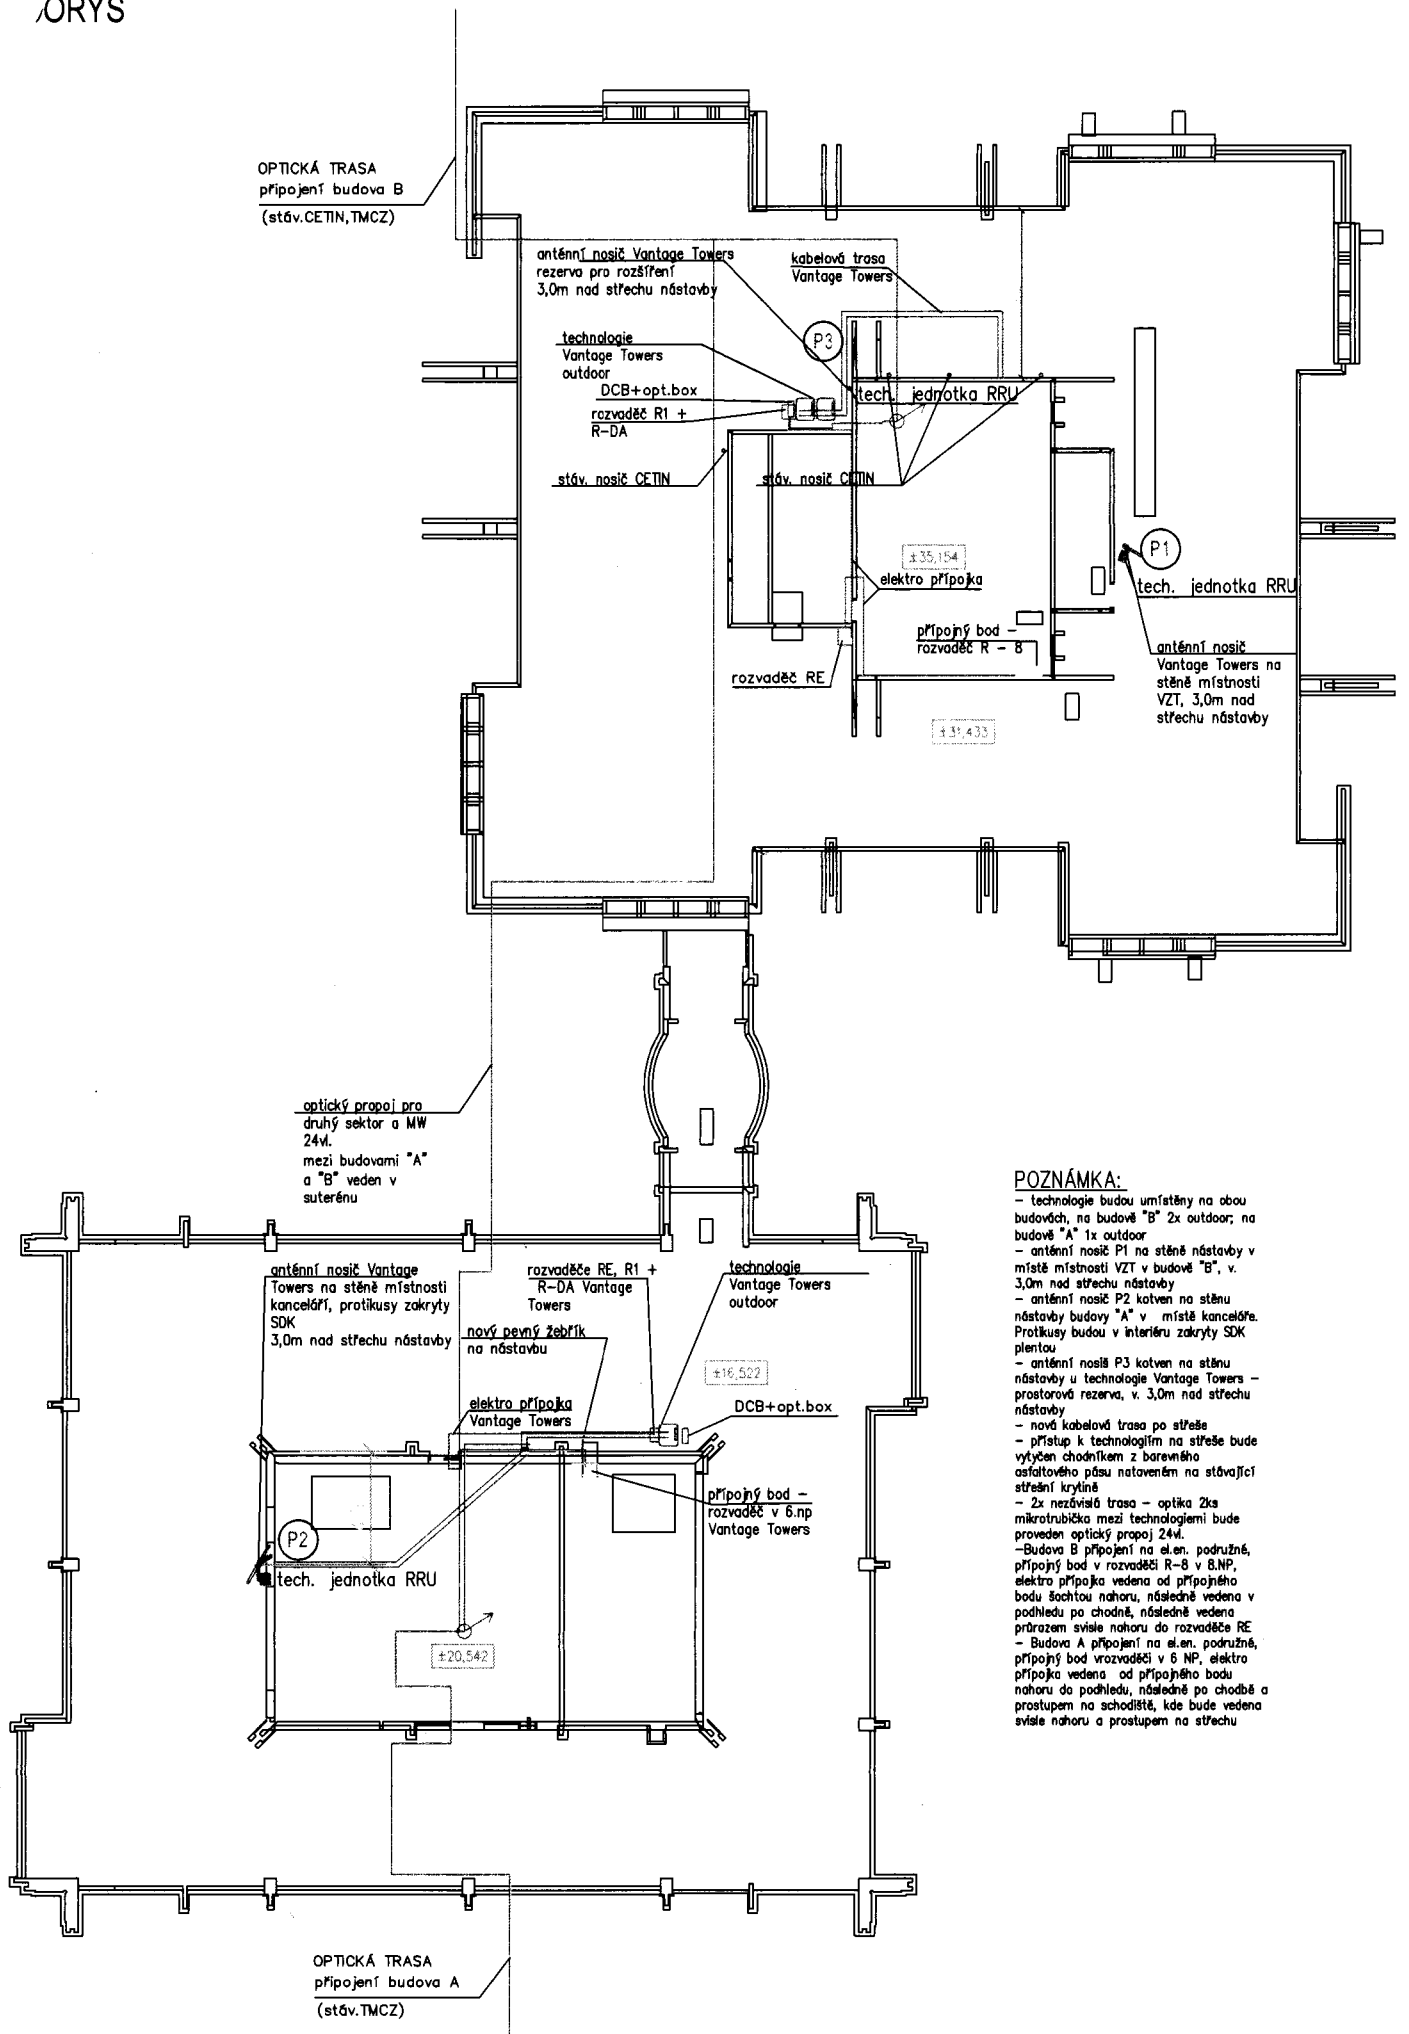 OPTICKÁ TRASA
připojení budova B
(stáv.CETIN,TMCZ)
anténní nosič Vantage Towers
rezerva pro rozšíření
3,0m nad střechu nástavby
kabelová trasa
Vantage Towers
technologie
Vantage Towers
outdoor
P3
DCB+opt.box
tech. jednotka RRU
rozvaděč R1 +
R-DA
stáv. nosič CETIN
stáv. nosič CETIN
±35,154
P1
elektro přípojka
tech. jednotka RRU
přípojný bod –
rozvaděč R – 8
rozvaděč RE
anténní nosič
Vantage Towers na
stěně místnosti
VZT, 3,0m nad
střechu nástavby
±31,433
optický propoj pro
druhý sektor a MW
24vl.
mezi budovami "A"
a "B" veden v
suterénu
anténní nosič Vantage
Towers na stěně místnosti
kanceláří, protikusy zakryty
SDK
3,0m nad střechu nástavby
rozvaděče RE, R1 +
R-DA Vantage
Towers
technologie
Vantage Towers
outdoor
nový pevný žebřík
na nástavbu
±16,522
elektro přípojka
Vantage Towers
DCB+opt.box
přípojný bod –
rozvaděč v 6.np
Vantage Towers
P2
tech. jednotka RRU
±20,542
OPTICKÁ TRASA
připojení budova A
(stáv.TMCZ)
POZNÁMKA:
– technologie budou umístěny na obou
budovách, na budově "B" 2x outdoor; na
budově "A" 1x outdoor
– anténní nosič P1 na stěně nástavby v
místě místnosti VZT v budově "B", v.
3,0m nad střechu nástavby
– anténní nosič P2 kotven na stěnu
nástavby budovy "A" v místě kanceláře.
Protikusy budou v interiéru zakryty SDK
plentou
– anténní nosiš P3 kotven na stěnu
nástavby u technologie Vantage Towers –
prostorová rezerva, v. 3,0m nad střechu
nástavby
– nová kabelová trasa po střeše
– přístup k technologiím na střeše bude
vytyčen chodníkem z barevného
asfaltového pásu nataveném na stávající
střešní krytině
– 2x nezávislá trasa – optika 2ks
mikrotrubička mezi technologiemi bude
proveden optický propoj 24vl.
–Budova B připojení na el.en. podružné,
přípojný bod v rozvaděči R–8 v 8.NP,
elektro přípojka vedena od přípojného
bodu šachtou nahoru, následně vedena v
podhledu po chodně, následně vedena
průrazem svisle nahoru do rozvaděče RE
– Budova A připojení na el.en. podružné,
přípojný bod vrozvaděči v 6 NP, elektro
přípojka vedena od přípojného bodu
nahoru do podhledu, následně po chodbě a
prostupem na schodiště, kde bude vedena
svisle nahoru a prostupem na střechu